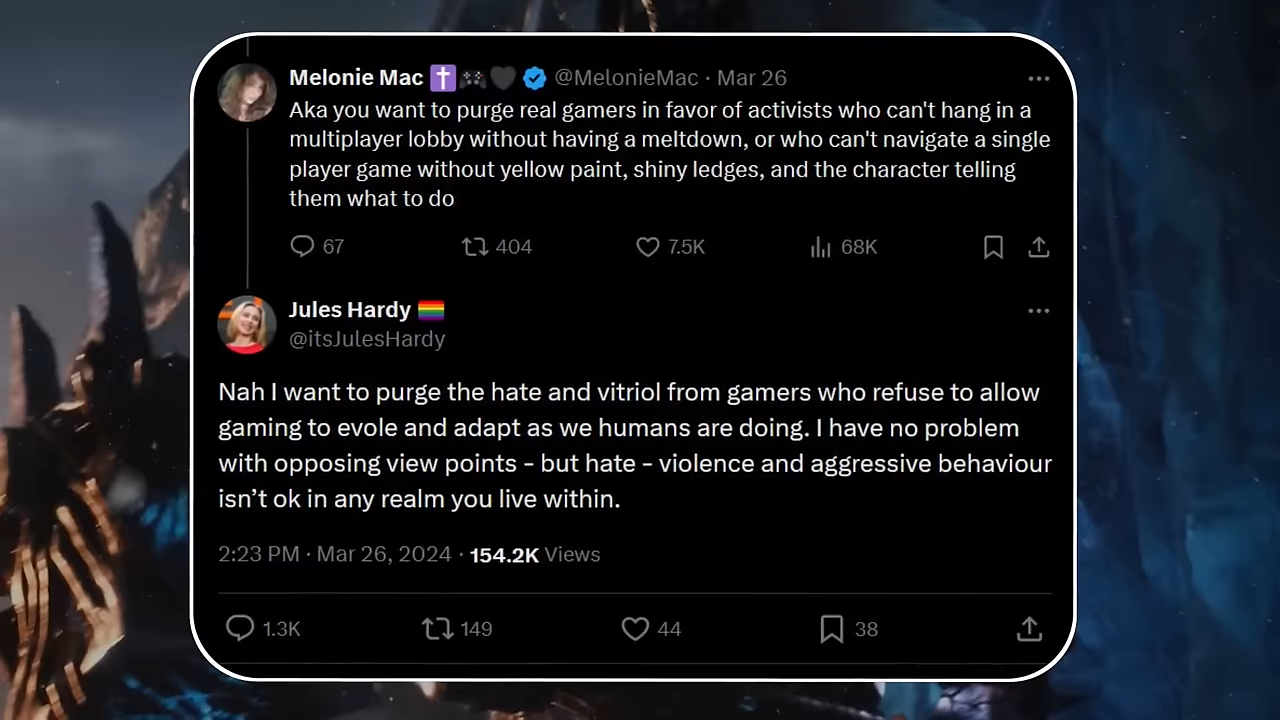 Melonie Mac ✝️🎮🖤 @MelonieMac · Mar 26
Aka you want to purge real gamers in favor of activists who can't hang in a
multiplayer lobby without having a meltdown, or who can't navigate a single
player game without yellow paint, shiny ledges, and the character telling
them what to do
67 404 7.5K 68K
Jules Hardy 🏳️‍🌈
@itsJulesHardy
Nah I want to purge the hate and vitriol from gamers who refuse to allow
gaming to evole and adapt as we humans are doing. I have no problem
with opposing view points - but hate - violence and aggressive behaviour
isn’t ok in any realm you live within.
2:23 PM · Mar 26, 2024 · 154.2K Views
1.3K 149 44 38